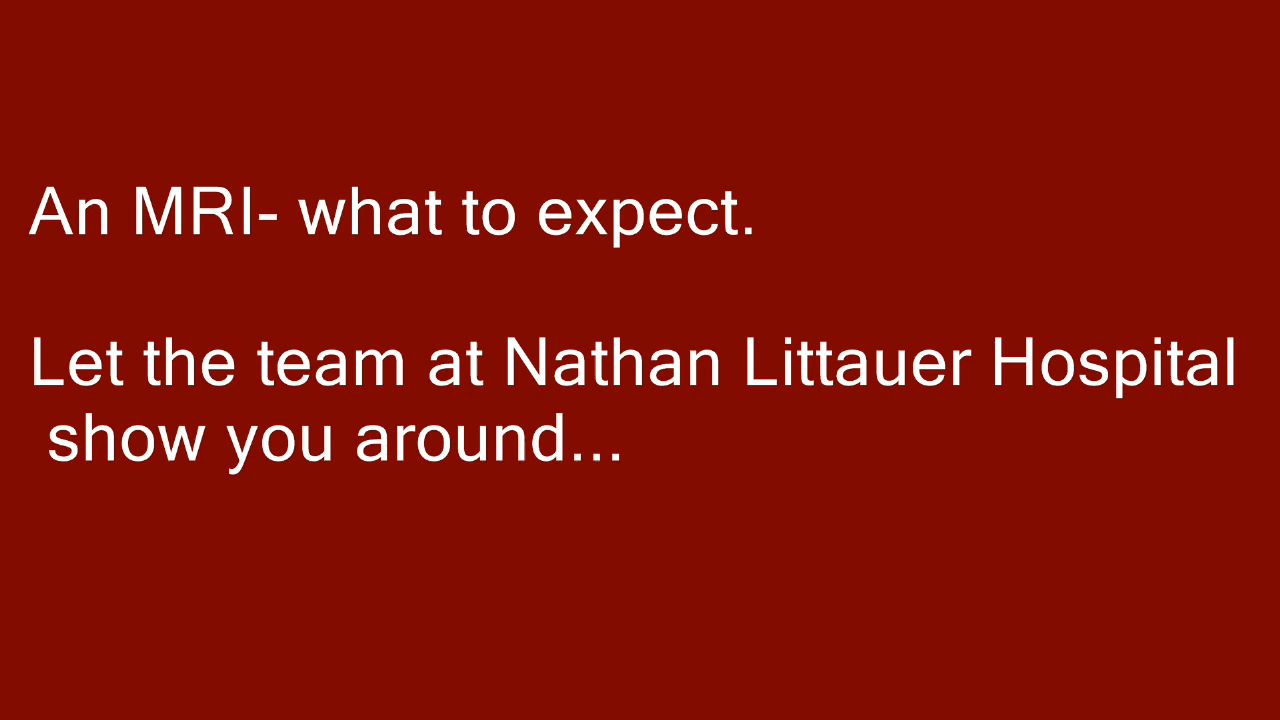 An MRI- what to expect.
Let the team at Nathan Littauer Hospital
show you around...